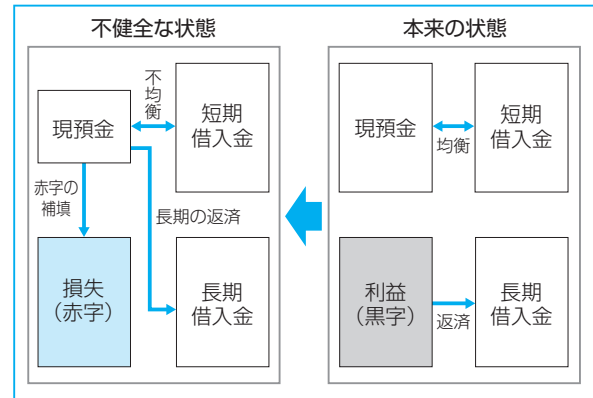 不健全な状態
現預金
不均衡
短期
借入金
赤字の
補填
長期の返済
損失
(赤字)
長期
借入金
本来の状態
現預金
均衡
短期
借入金
利益
(黒字)
返済
長期
借入金